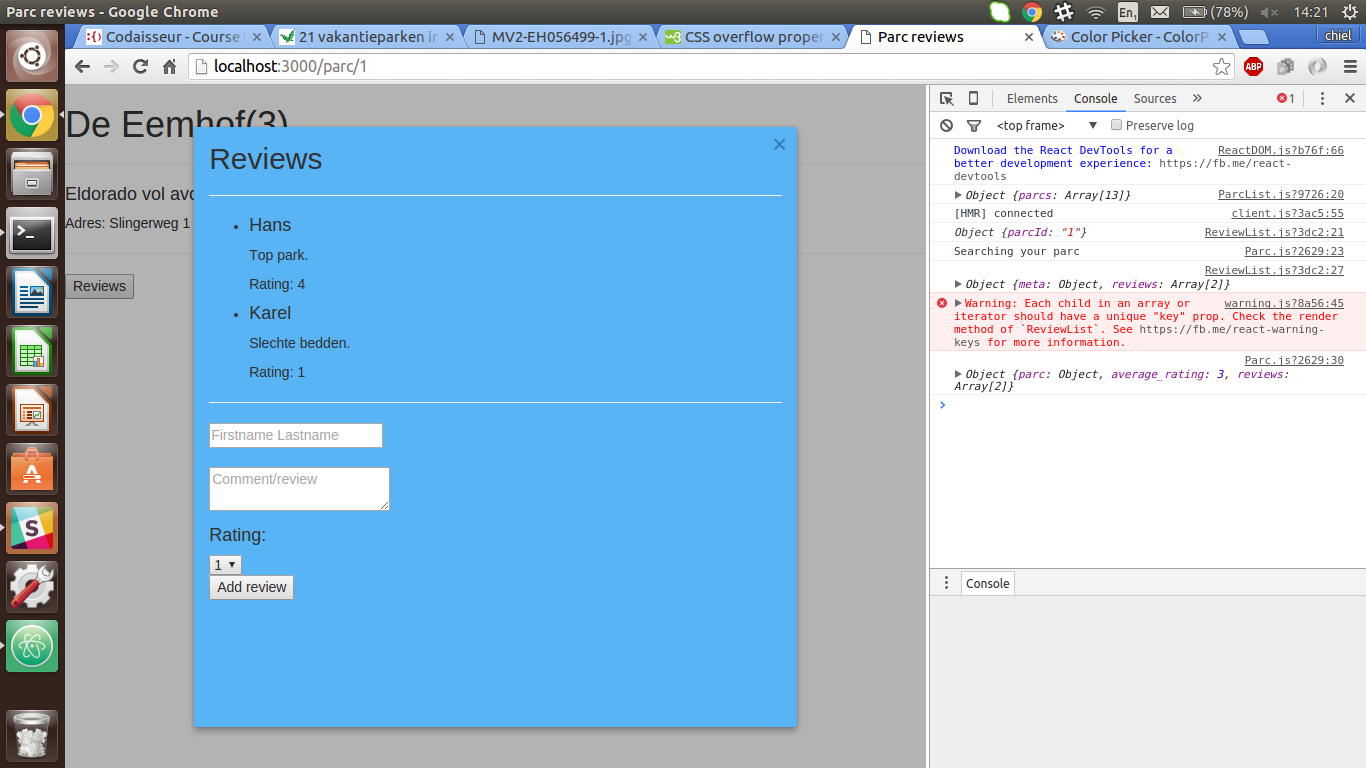 Parc reviews - Google Chrome
En1
(78%)
14:21
Codaisseur - Course
21 vakantieparken in
MV2-EH056499-1.jpg
CSS overflow proper
Parc reviews
Color Picker - ColorP
chiel
localhost:3000/parc/1
ABP
De Eemhof(3)
Eldorado vol avo
Adres: Slingerweg 1
Reviews
Reviews
×
Hans
Top park.
Rating: 4
Karel
Slechte bedden.
Rating: 1
Firstname Lastname
Comment/review
Rating:
1
Add review
Elements
Console
Sources
»
1
<top frame>
Preserve log
Download the React DevTools for a ReactDOM.js?b76f:66
better development experience: https://fb.me/react-
devtools
Object {parcs: Array[13]} ParcList.js?9726:20
[HMR] connected client.js?3ac5:55
Object {parcId: "1"} ReviewList.js?3dc2:21
Searching your parc Parc.js?2629:23
ReviewList.js?3dc2:27
Object {meta: Object, reviews: Array[2]}
Warning: Each child in an array or warning.js?8a56:45
iterator should have a unique "key" prop. Check the render
method of `ReviewList`. See https://fb.me/react-warning-
keys for more information.
Parc.js?2629:30
Object {parc: Object, average_rating: 3, reviews:
Array[2]}
>
Console